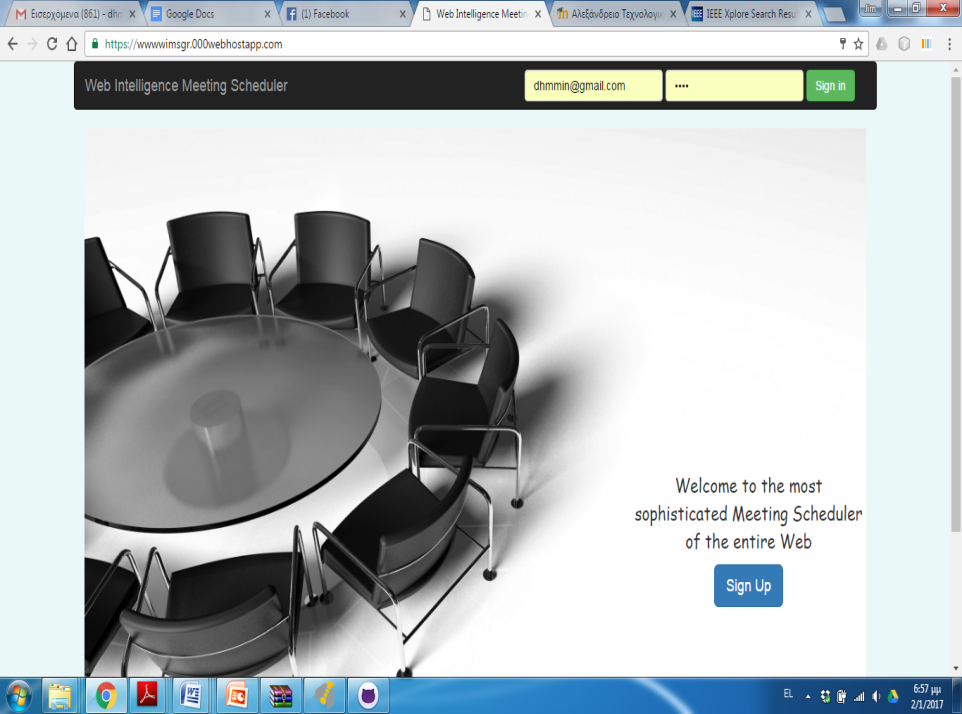 Εισερχόμενα (861) - dhm
Google Docs
(1) Facebook
Web Intelligence Meetin
Αλεξάνδρειο Τεχνολογικ
IEEE Xplore Search Resu
Jim
https://wwwwimsgr.000webhostapp.com
Web Intelligence Meeting Scheduler
dhmmin@gmail.com
••••
Sign in
Welcome to the most
sophisticated Meeting Scheduler
of the entire Web
Sign Up
EL
6:57 μμ
2/1/2017